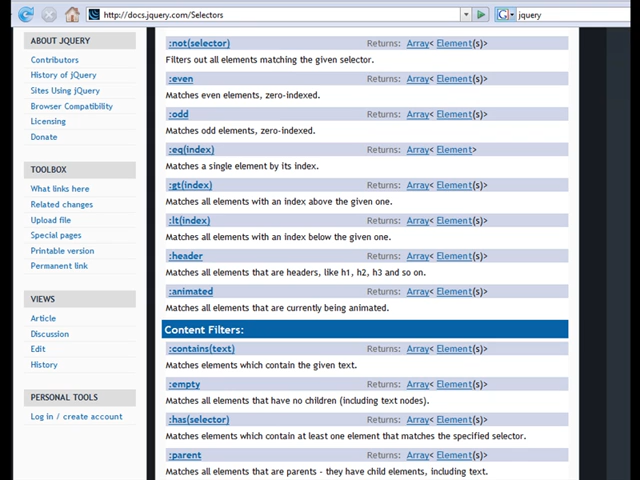 http://docs.jquery.com/Selectors
jquery
ABOUT JQUERY
Contributors
History of jQuery
Sites Using jQuery
Browser Compatibility
Licensing
Donate
TOOLBOX
What links here
Related changes
Upload file
Special pages
Printable version
Permanent link
VIEWS
Article
Discussion
Edit
History
PERSONAL TOOLS
Log in / create account
:not(selector) Returns: Array< Element(s)>
Filters out all elements matching the given selector.
:even Returns: Array< Element(s)>
Matches even elements, zero-indexed.
:odd Returns: Array< Element(s)>
Matches odd elements, zero-indexed.
:eq(index) Returns: Array< Element>
Matches a single element by its index.
:gt(index) Returns: Array< Element(s)>
Matches all elements with an index above the given one.
:lt(index) Returns: Array< Element(s)>
Matches all elements with an index below the given one.
:header Returns: Array< Element(s)>
Matches all elements that are headers, like h1, h2, h3 and so on.
:animated Returns: Array< Element(s)>
Matches all elements that are currently being animated.
Content Filters:
:contains(text) Returns: Array< Element(s)>
Matches elements which contain the given text.
:empty Returns: Array< Element(s)>
Matches all elements that have no children (including text nodes).
:has(selector) Returns: Array< Element(s)>
Matches elements which contain at least one element that matches the specified selector.
:parent Returns: Array< Element(s)>
Matches all elements that are parents - they have child elements, including text.